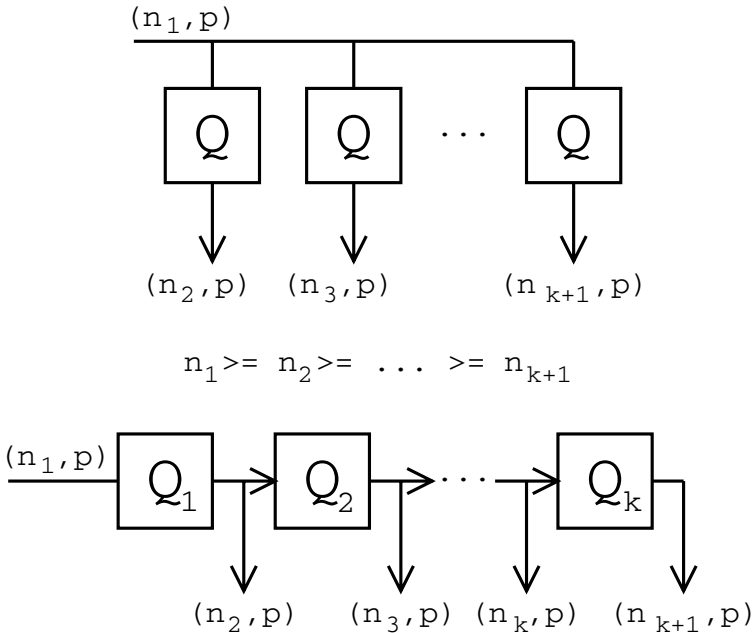 (n₁,p)
Q Q ... Q
(n₂,p) (n₃,p) (nₖ₊₁,p)
n₁>= n₂>= ... >= nₖ₊₁
(n₁,p) Q₁ Q₂ ... Qₖ
(n₂,p) (n₃,p) (nₖ,p) (nₖ₊₁,p)